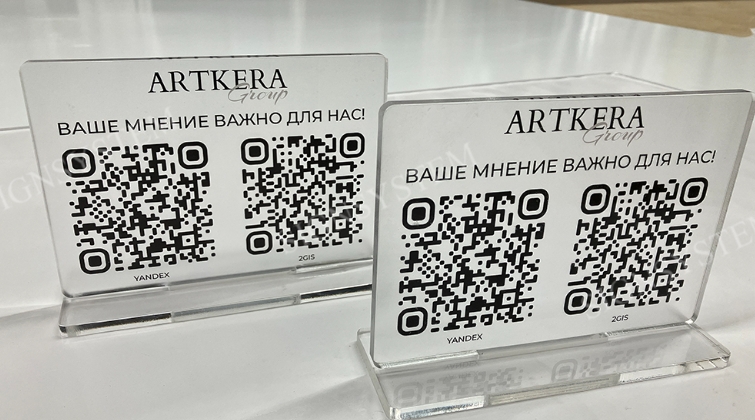 ARTKERA
Group
ВАШЕ МНЕНИЕ ВАЖНО ДЛЯ НАС!
YANDEX
2GIS
ARTKERA
Group
ВАШЕ МНЕНИЕ ВАЖНО ДЛЯ НАС!
YANDEX
2GIS